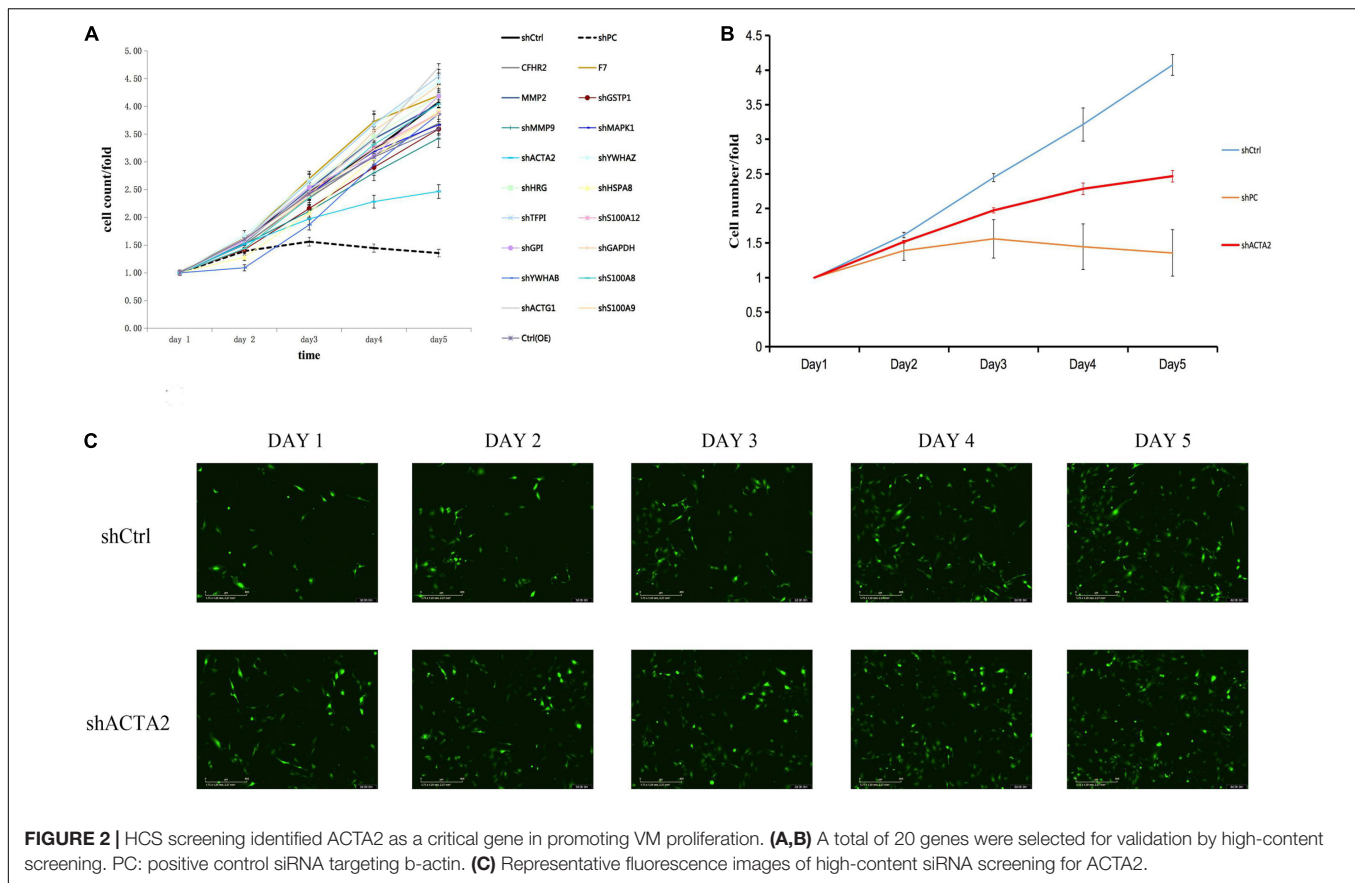 A
shCtrl
shPC
CFHR2
F7
MMP2
shGSTP1
shMMP9
shMAPK1
shACTA2
shYWHAZ
shHRG
shHSPA8
shTFPI
shS100A12
shGPI
shGAPDH
shYWHAB
shS100A8
shACTG1
shS100A9
Ctrl(OE)
cell count/fold
5.00
4.50
4.00
3.50
3.00
2.50
2.00
1.50
1.00
0.50
0.00
day 1
day 2
day3
day4
day5
time
B
Cell number/fold
4.5
4
3.5
3
2.5
2
1.5
1
0.5
0
Day1
Day2
Day3
Day4
Day5
shCtrl
shPC
shACTA2
C
DAY 1
DAY 2
DAY 3
DAY 4
DAY 5
shCtrl
shACTA2
FIGURE 2 | HCS screening identified ACTA2 as a critical gene in promoting VM proliferation. (A,B) A total of 20 genes were selected for validation by high-content
screening. PC: positive control siRNA targeting b-actin. (C) Representative fluorescence images of high-content siRNA screening for ACTA2.